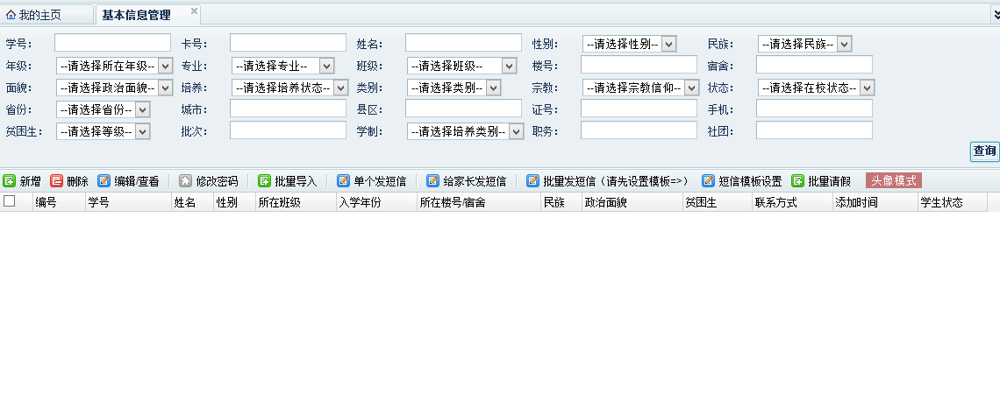 我的主页 基本信息管理
学号： 卡号： 姓名： 性别： --请选择性别-- 民族： --请选择民族--
年级： --请选择所在年级-- 专业： --请选择专业-- 班级： --请选择班级-- 楼号： 宿舍：
面貌： --请选择政治面貌-- 培养： --请选择培养状态-- 类别： --请选择类别-- 宗教： --请选择宗教信仰-- 状态： --请选择在校状态--
省份： --请选择省份-- 城市： 县区： 证号： 手机：
贫困生： --请选择等级-- 批次： 学制： --请选择培养类别-- 职务： 社团：
查询
新增 删除 编辑/查看 修改密码 批量导入 单个发短信 给家长发短信 批量发短信（请先设置模板=>） 短信模板设置 批量请假 头像模式
编号 学号 姓名 性别 所在班级 入学年份 所在楼号/宿舍 民族 政治面貌 贫困生 联系方式 添加时间 学生状态